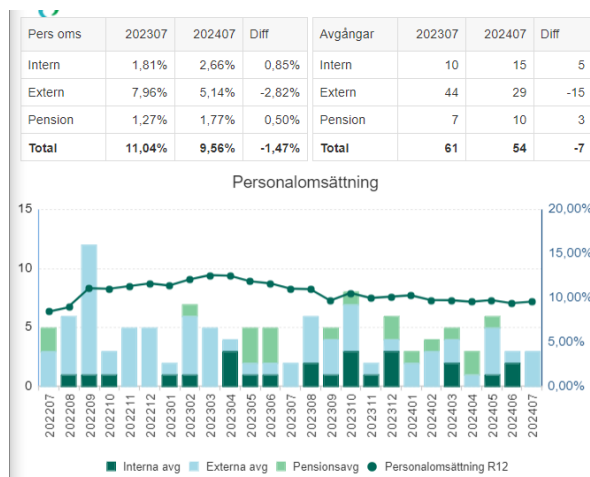 Pers oms 202307 202407 Diff
Intern 1,81% 2,66% 0,85%
Extern 7,96% 5,14% -2,82%
Pension 1,27% 1,77% 0,50%
Total 11,04% 9,56% -1,47%
Avgångar 202307 202407 Diff
Intern 10 15 5
Extern 44 29 -15
Pension 7 10 3
Total 61 54 -7
Personalomsättning
15 20,00%
15,00%
10 10,00%
5 5,00%
0 0,00%
202207 202208 202209 202210 202211 202212 202301 202302 202303 202304 202305 202306 202307 202308 202309 202310 202311 202312 202401 202402 202403 202404 202405 202406 202407
Interna avg Externa avg Pensionsavg Personalomsättning R12